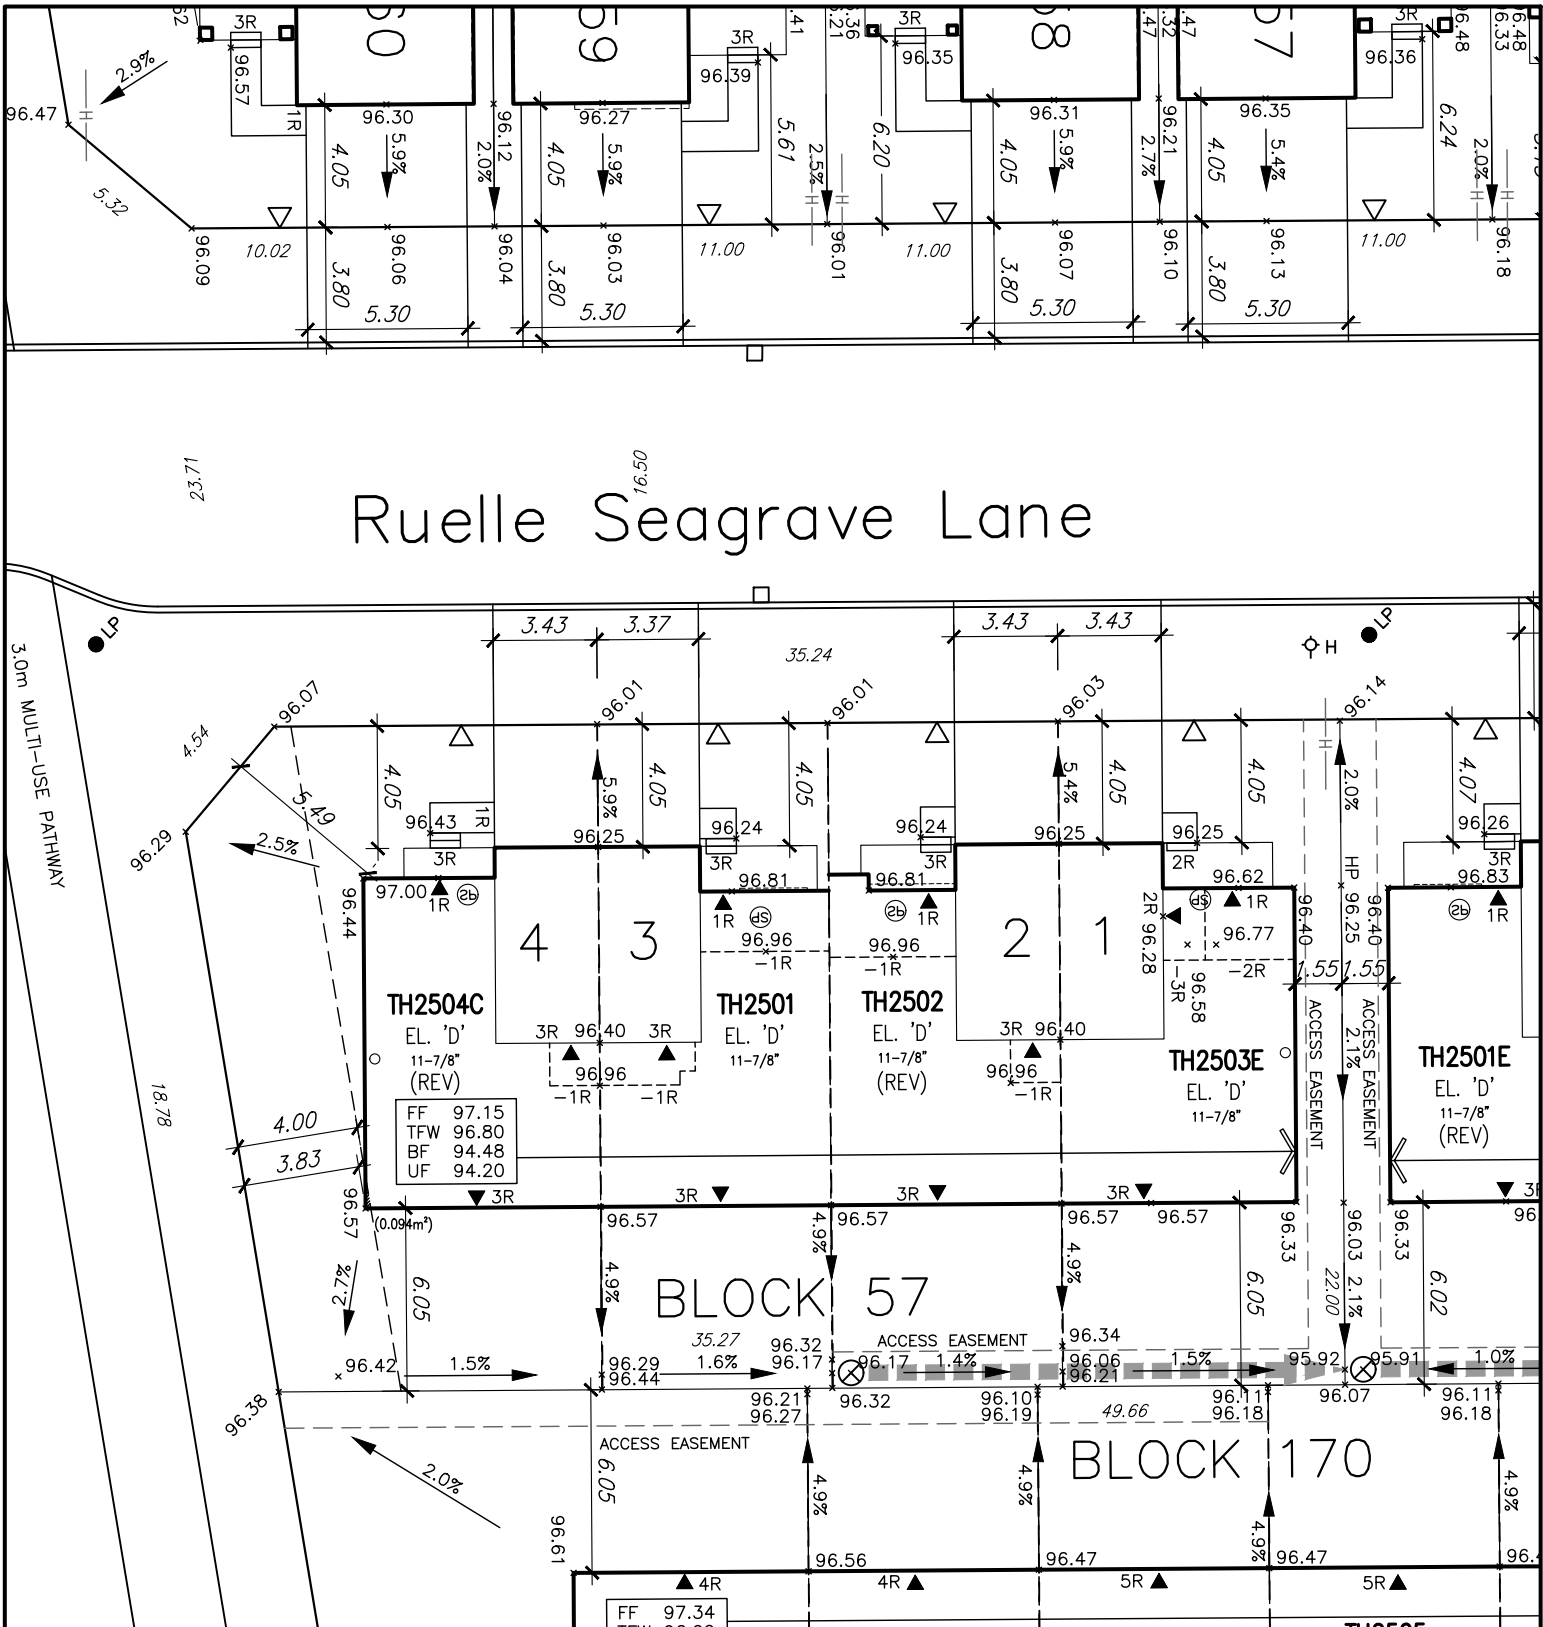 3R
59
3R
3R
3R
2.9%
96.57
96.39
96.35
96.36
96.48
96.33
96.48
96.47
1R
96.30
96.12
96.27
96.31
96.21
96.35
5.32
4.05
5.9%
2.0%
4.05
5.9%
5.61
2.5%
6.20
4.05
5.9%
2.7%
4.05
5.4%
6.24
2.0%
H
H
H
H
H
96.09
10.02
96.06
96.04
96.03
11.00
96.01
11.00
96.07
96.10
96.13
11.00
96.18
3.80
3.80
3.80
3.80
5.30
5.30
5.30
5.30
23.71
16.50
Ruelle Seagrave Lane
LP
LP
H
3.43
3.37
3.43
3.43
35.24
3.0m MULTI-USE PATHWAY
96.07
96.01
96.01
96.03
96.14
4.54
5.49
4.05
5.9%
4.05
4.05
5.4%
4.05
4.05
H
2.0%
4.07
96.29
2.5%
96.43
1R
3R
96.25
96.24
3R
96.24
3R
96.25
96.25
2R
96.26
3R
96.44
97.00
1R
SP
96.81
1R
SP
96.81
SP
1R
96.62
SP
1R
HP 96.25
96.40
96.40
96.83
SP
1R
4
3
2
1
2R 96.28
96.96
-1R
96.96
-1R
96.77
-2R
-3R
96.58
1.55
1.55
TH2504C
EL. 'D'
11-7/8"
(REV)
TH2501
EL. 'D'
11-7/8"
TH2502
EL. 'D'
11-7/8"
(REV)
TH2503E
EL. 'D'
11-7/8"
TH2501E
EL. 'D'
11-7/8"
(REV)
3R
96.40
3R
3R
96.40
96.96
-1R
-1R
96.96
-1R
ACCESS EASEMENT
2.1%
ACCESS EASEMENT
FF 97.15
TFW 96.80
BF 94.48
UF 94.20
18.78
4.00
3.83
3R
3R
3R
3R
96.57
(0.094m²)
96.57
96.57
96.57
96.57
96.33
96.03
96.33
2.7%
6.05
4.9%
4.9%
4.9%
6.05
22.00
2.1%
6.02
BLOCK 57
35.27
ACCESS EASEMENT
96.42
1.5%
96.29
96.44
1.6%
96.32
96.17
96.17
1.4%
96.34
96.06
96.21
1.5%
95.92
95.91
1.0%
96.38
96.21
96.27
96.32
96.10
96.19
49.66
96.11
96.18
96.07
96.11
96.18
ACCESS EASEMENT
BLOCK 170
2.0%
6.05
4.9%
4.9%
4.9%
4.9%
96.61
96.56
96.47
96.47
4R
4R
5R
5R
FF 97.34